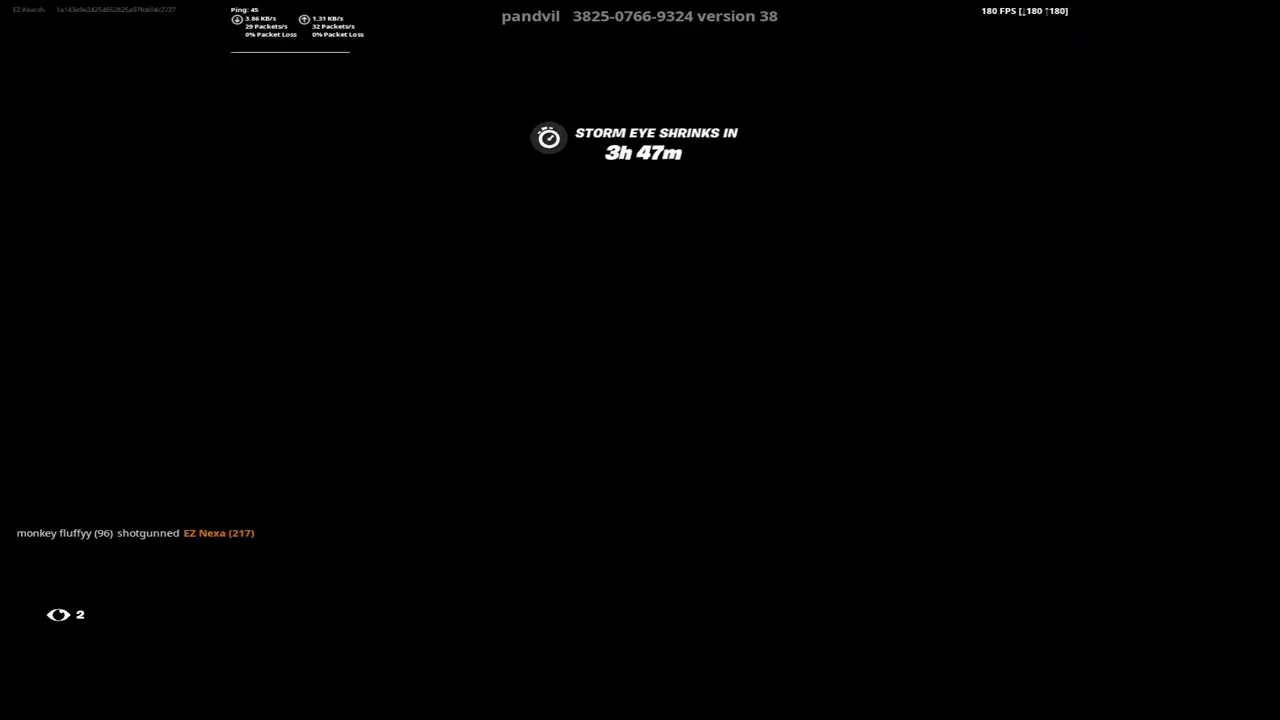 EZ Akarsh
Ping: 45
3.86 KB/s 1.31 KB/s
29 Packets/s 32 Packets/s
0% Packet Loss 0% Packet Loss
pandvil 3825-0766-9324 version 38
180 FPS [↓180 ↑180]
STORM EYE SHRINKS IN
3h 47m
monkey fluffyy (96) shotgunned EZ Nexa (217)
2